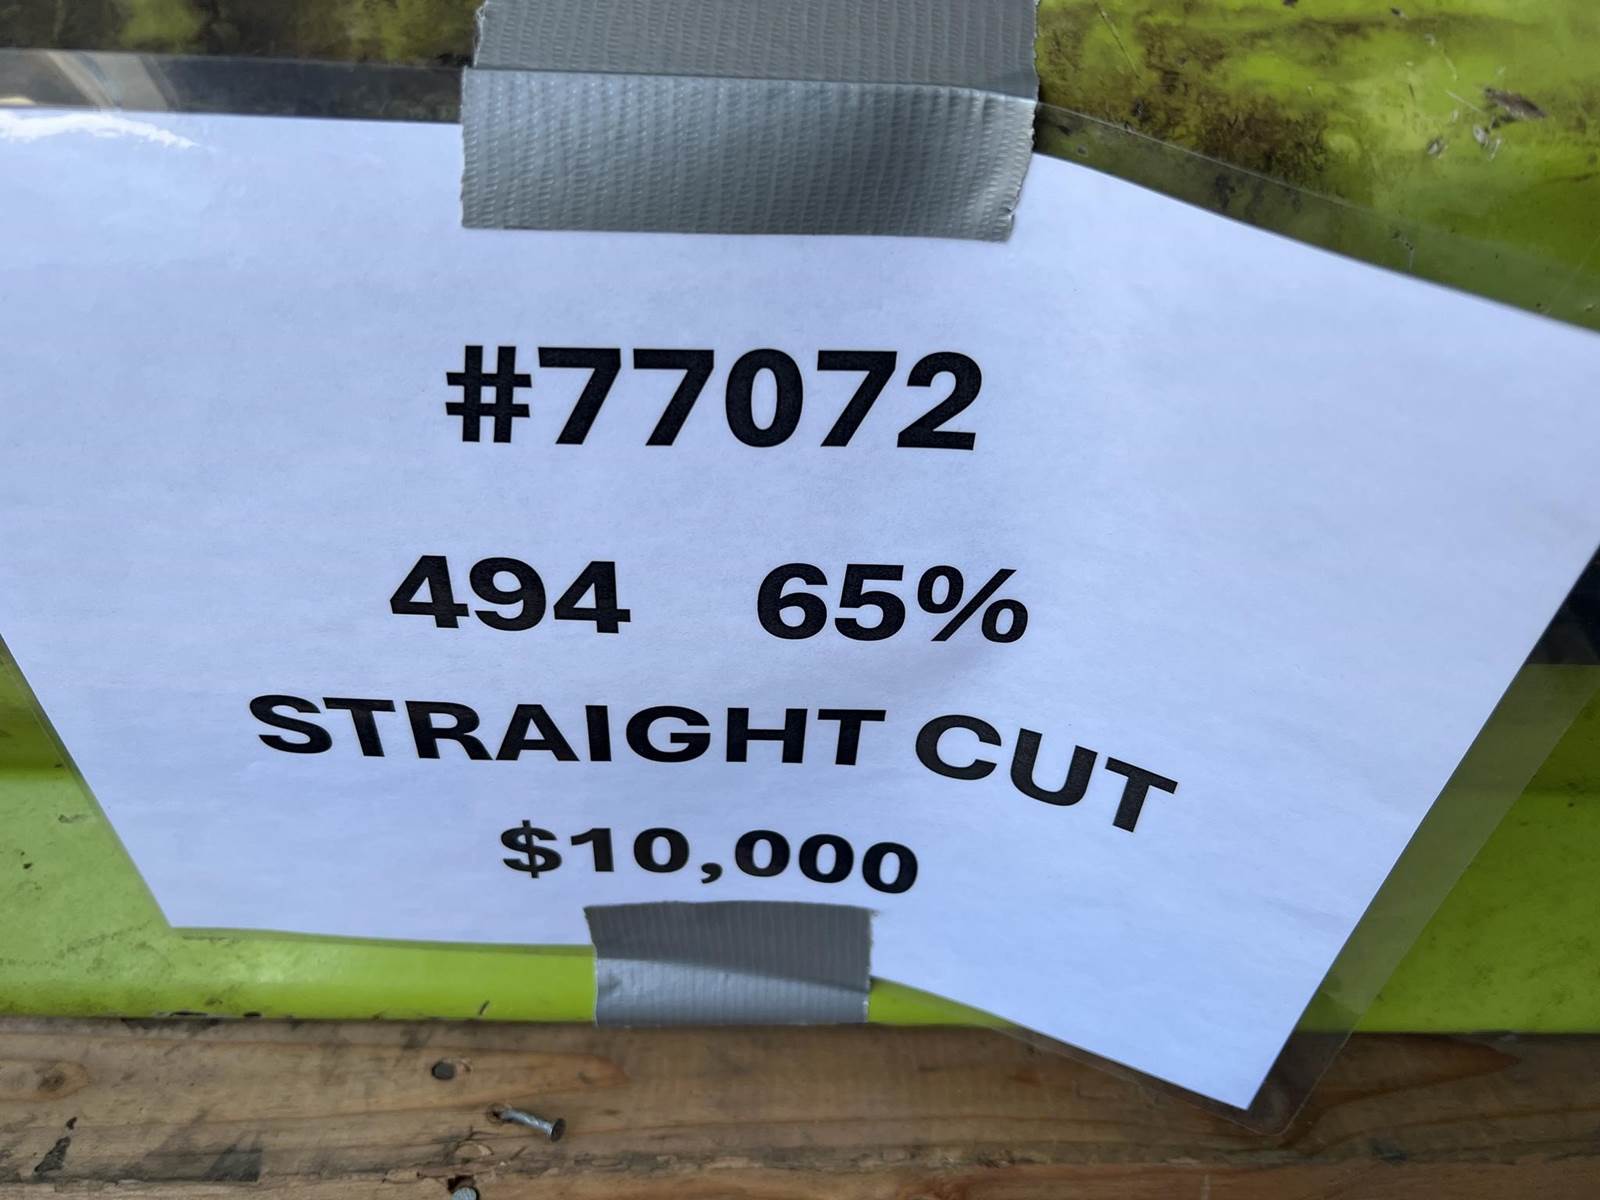 #77072
494 65%
STRAIGHT CUT
$10,000